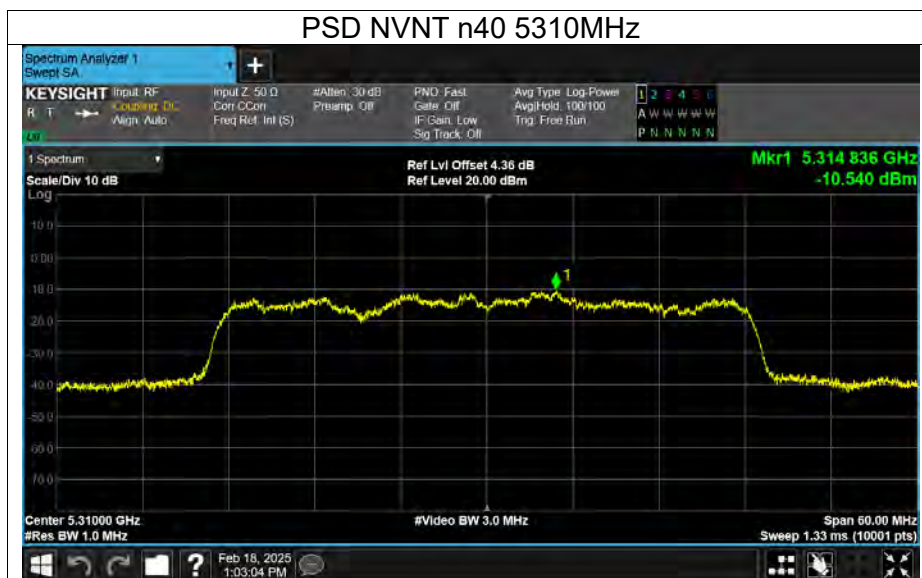 PSD NVNT n40 5310MHz
Spectrum Analyzer 1
Swept SA
+
KEYSIGHT Input: RF Input Z: 50 Ω #Atten: 30 dB PNO: Fast Avg Type: Log-Power 1 2 3 4 5 6
R T Coupling: DC Corr CCorr Preamp: Off Gate: Off Avg|Hold: 100/100 A W W W W W
Align: Auto Freq Ref: Int (S) IF Gain: Low Trig: Free Run P N N N N N
Sig Track: Off
1 Spectrum Ref Lvl Offset 4.36 dB Mkr1 5.314 836 GHz
Scale/Div 10 dB Ref Level 20.00 dBm -10.540 dBm
Log
10.0
0.00
1
-10.0
-20.0
-30.0
-40.0
-50.0
-60.0
-70.0
Center 5.31000 GHz #Video BW 3.0 MHz Span 60.00 MHz
#Res BW 1.0 MHz Sweep 1.33 ms (10001 pts)
? Feb 18, 2025
1:03:04 PM